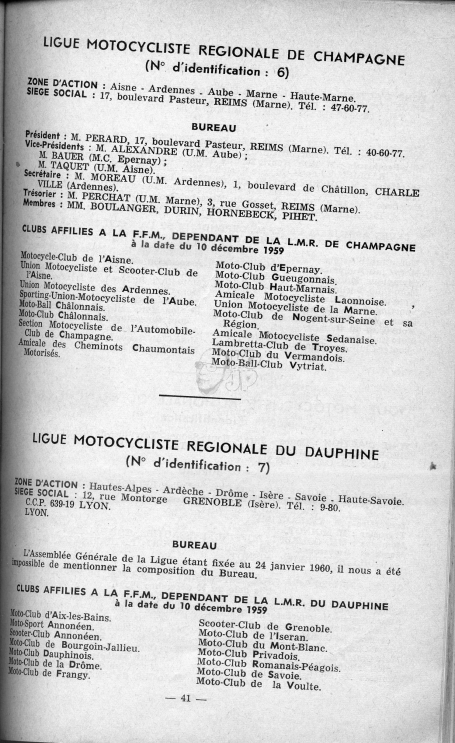 LIGUE MOTOCYCLISTE REGIONALE DE CHAMPAGNE
(N° d'identification : 6)
ZONE D'ACTION : Aisne - Ardennes - Aube - Marne - Haute-Marne.
SIEGE SOCIAL : 17, boulevard Pasteur, REIMS (Marne). Tél. : 47-60-77.
BUREAU
Président : M. PERARD, 17, boulevard Pasteur, REIMS (Marne). Tél. : 40-60-77.
Vice-Présidents : M. ALEXANDRE (U.M. Aube) ;
M. BAUER (M.C. Epernay) ;
M. TAQUET (U.M. Aisne).
Secrétaire : M. MOREAU (U.M. Ardennes), 1, boulevard de Châtillon, CHARLE
VILLE (Ardennes).
Trésorier : M. PERCHAT (U.M. Marne), 3, rue Gosset, REIMS (Marne).
Membres : MM. BOULANGER, DURIN, HORNEBECK, PIHET.
CLUBS AFFILIES A LA F.F.M., DEPENDANT DE LA L.M.R. DE CHAMPAGNE
à la date du 10 décembre 1959
Motocycle-Club de l'Aisne.
Union Motocycliste et Scooter-Club de
l'Aisne.
Union Motocycliste des Ardennes.
Sporting-Union-Motocycliste de l'Aube.
Moto-Ball Châlonnais.
Moto-Club Châlonnais.
Section Motocycliste de l'Automobile-
Club de Champagne.
Amicale des Cheminots Chaumontais
Motorisés.
Moto-Club d'Epernay.
Moto-Club Gueugonnais.
Moto-Club Haut-Marnais.
Amicale Motocycliste Laonnoise.
Union Motocycliste de la Marne.
Moto-Club de Nogent-sur-Seine et sa
Région.
Amicale Motocycliste Sedanaise.
Lambretta-Club de Troyes.
Moto-Club du Vermandois.
Moto-Ball-Club Vytriat.
JP
LIGUE MOTOCYCLISTE REGIONALE DU DAUPHINE
(N° d'identification : 7)
ZONE D'ACTION : Hautes-Alpes - Ardèche - Drôme - Isère - Savoie - Haute-Savoie.
SIEGE SOCIAL : 12, rue Montorge GRENOBLE (Isère). Tél. : 9-80.
C.C.P. 639-19 LYON.
LYON.
BUREAU
L'Assemblée Générale de la Ligue étant fixée au 24 janvier 1960, il nous a été
impossible de mentionner la composition du Bureau.
CLUBS AFFILIES A LA F.F.M., DEPENDANT DE LA L.M.R. DU DAUPHINE
à la date du 10 décembre 1959
Moto-Club d'Aix-les-Bains.
Moto-Sport Annonéen.
Scooter-Club Annonéen.
Moto-Club de Bourgoin-Jallieu.
Moto-Club Dauphinois.
Moto-Club de la Drôme.
Moto-Club de Frangy.
Scooter-Club de Grenoble.
Moto-Club de l'Iseran.
Moto-Club du Mont-Blanc.
Moto-Club Privadois.
Moto-Club Romanais-Péagois.
Moto-Club de Savoie.
Moto-Club de la Voulte.
— 41 —